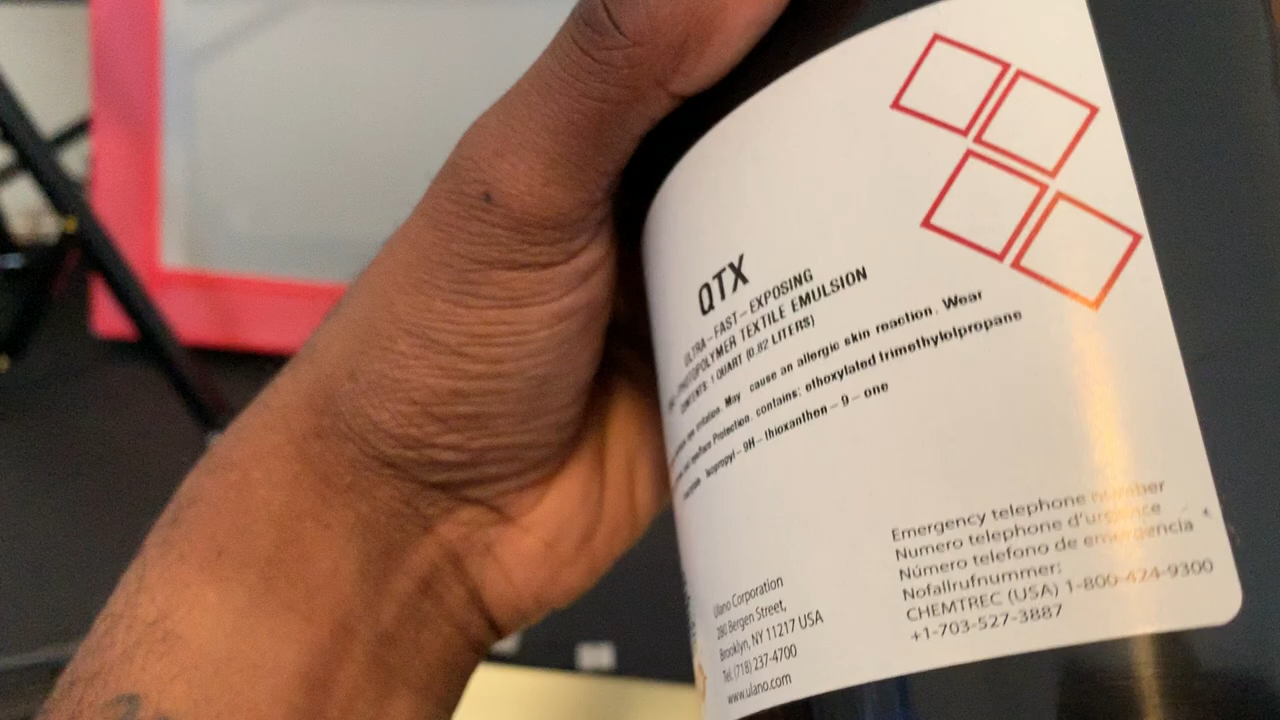 QTX
ULTRA-FAST-EXPOSING
PHOTOPOLYMER TEXTILE EMULSION
CONTENTS: 1 QUART (0.82 LITERS)
eye irritation. May cause an allergic skin reaction. Wear
Protection. contains: ethoxylated trimethylolpropane
Isopropyl-9H-thioxanthen-9-one
Emergency telephone number
Numero telephone d'urgence
Número telefono de emergencia
Nofallrufnummer:
CHEMTREC (USA) 1-800-424-9300
+1-703-527-3887
Ulano Corporation
280 Bergen Street,
Brooklyn, NY 11217 USA
Tel. (718) 237-4700
www.ulano.com